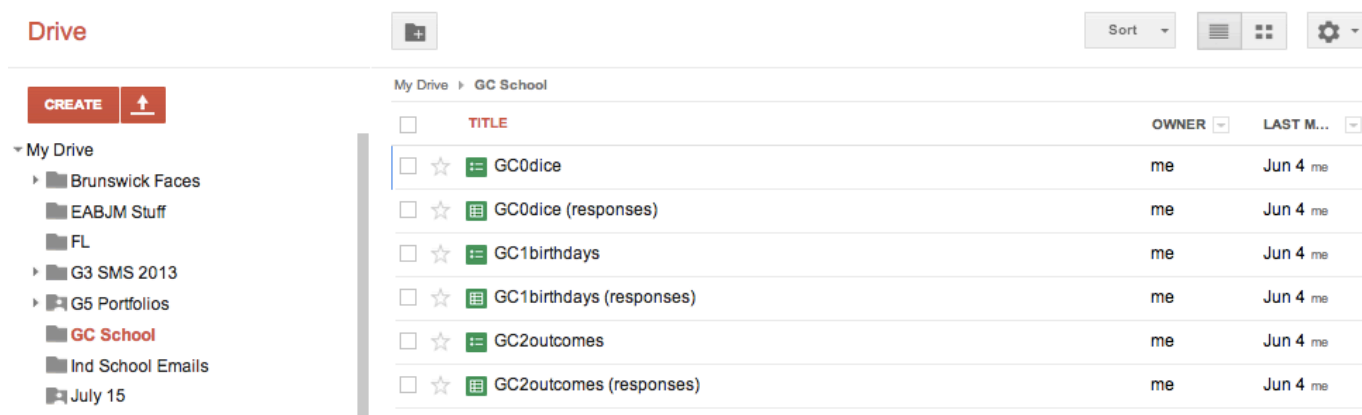 Drive
Sort
CREATE
My Drive
Brunswick Faces
EABJM Stuff
FL
G3 SMS 2013
G5 Portfolios
GC School
Ind School Emails
July 15
My Drive GC School
TITLE OWNER LAST M...
GC0dice me Jun 4 me
GC0dice (responses) me Jun 4 me
GC1birthdays me Jun 4 me
GC1birthdays (responses) me Jun 4 me
GC2outcomes me Jun 4 me
GC2outcomes (responses) me Jun 4 me